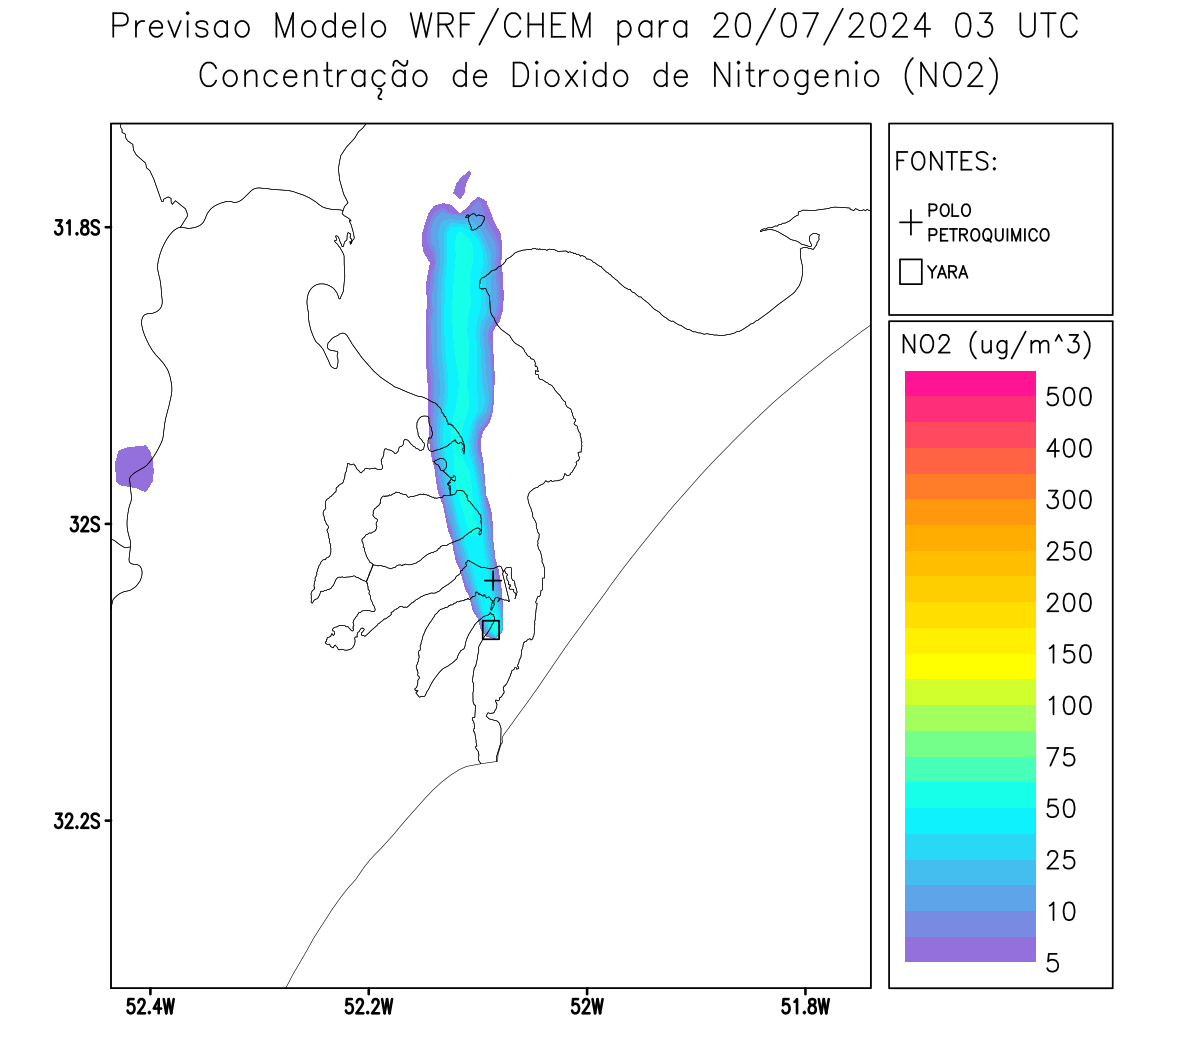 Previsao Modelo WRF/CHEM para 20/07/2024 03 UTC
Concentração de Dioxido de Nitrogenio (NO2)
FONTES:
POLO
PETROQUIMICO
YARA
NO2 (ug/m^3)
500
400
300
250
200
150
100
75
50
25
10
5
31.8S
32S
32.2S
52.4W
52.2W
52W
51.8W